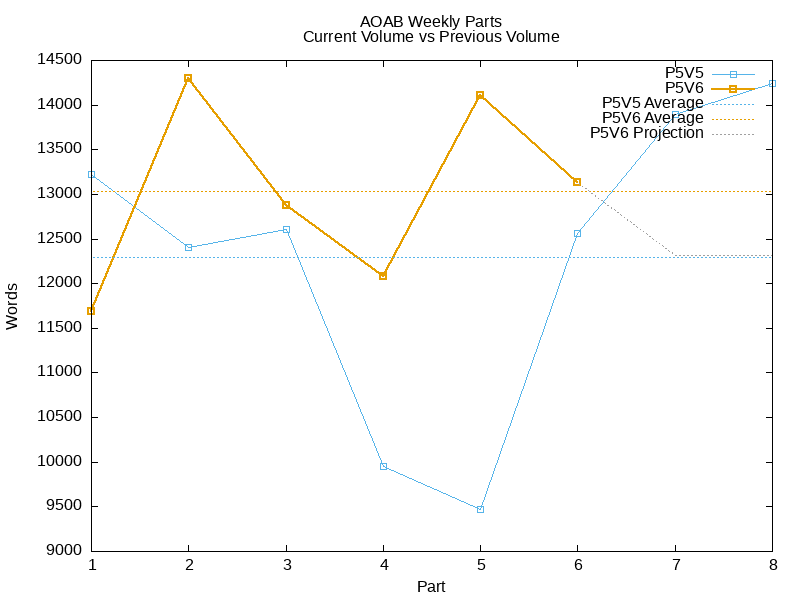 AOAB Weekly Parts
Current Volume vs Previous Volume
14500
14000
13500
13000
12500
12000
11500
11000
10500
10000
9500
9000
Words
P5V5
P5V6
P5V5 Average
P5V6 Average
P5V6 Projection
1 2 3 4 5 6 7 8
Part